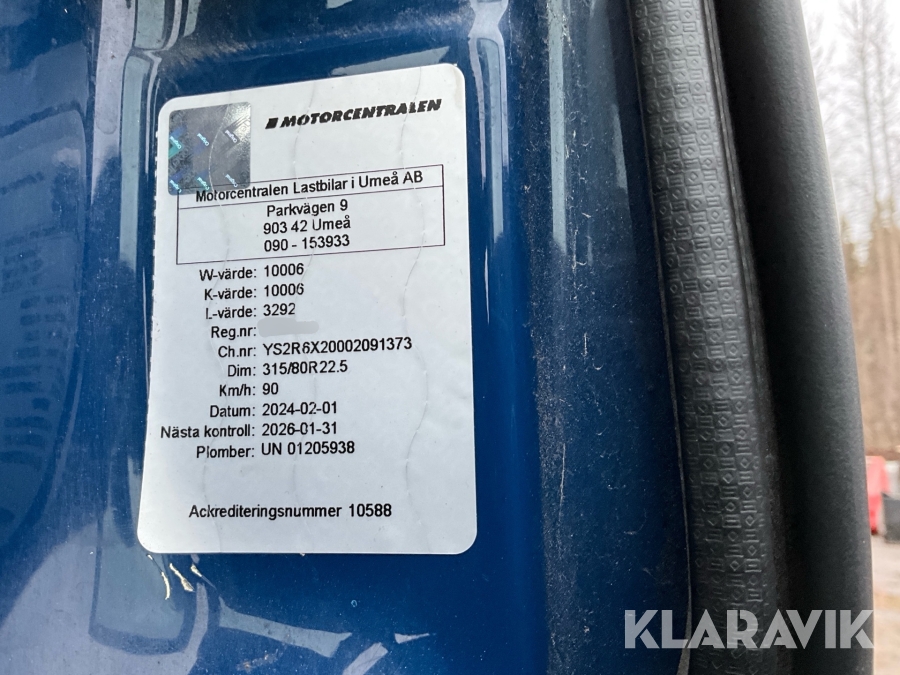 MOTORCENTRALEN
Motorcentralen Lastbilar i Umeå AB
Parkvägen 9
903 42 Umeå
090 - 153933
W-värde: 10006
K-värde: 10006
L-värde: 3292
Reg.nr:
Ch.nr: YS2R6X20002091373
Dim: 315/80R22.5
Km/h: 90
Datum: 2024-02-01
Nästa kontroll: 2026-01-31
Plomber: UN 01205938
Ackrediteringsnummer 10588
KLARAVIK